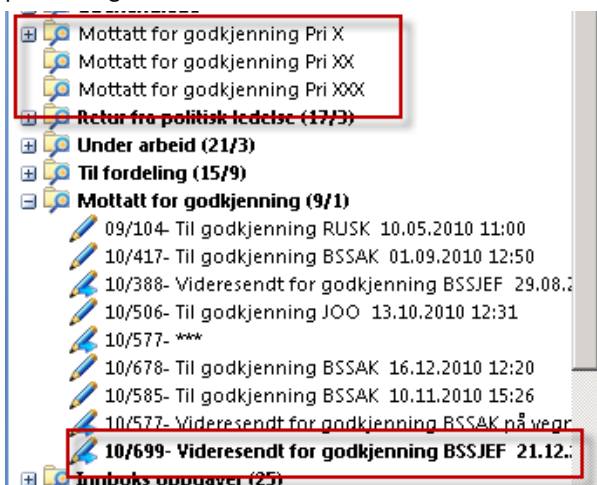 Mottatt for godkjenning Pri X
Mottatt for godkjenning Pri XX
Mottatt for godkjenning Pri XXX
Retur fra politisk ledelse (17/3)
Under arbeid (21/3)
Til fordeling (15/9)
Mottatt for godkjenning (9/1)
09/104- Til godkjenning RUSK 10.05.2010 11:00
10/417- Til godkjenning BSSAK 01.09.2010 12:50
10/388- Videresendt for godkjenning BSSJEF 29.08.2
10/506- Til godkjenning JOO 13.10.2010 12:31
10/577- ***
10/678- Til godkjenning BSSAK 16.12.2010 12:20
10/585- Til godkjenning BSSAK 10.11.2010 15:26
10/577- Videresendt for godkjenning BSSAK på vegn
10/699- Videresendt for godkjenning BSSJEF 21.12.
Innboks oppgaver (25)